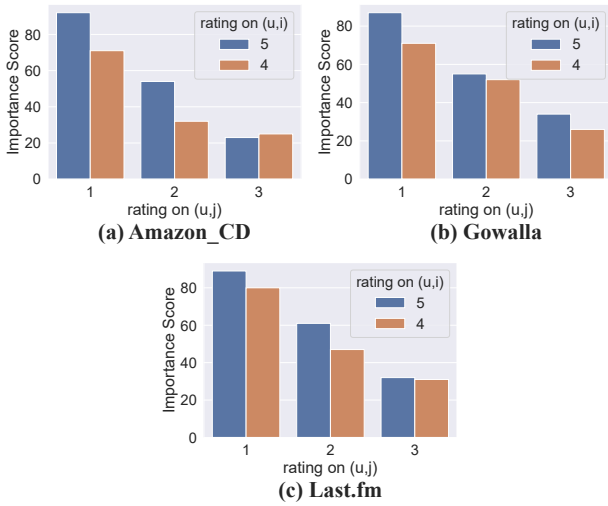 Importance Score
80
60
40
20
0
rating on (u,i)
5
4
1 2 3
rating on (u,j)
(a) Amazon_CD
Importance Score
80
60
40
20
0
rating on (u,i)
5
4
1 2 3
rating on (u,j)
(b) Gowalla
Importance Score
80
60
40
20
0
rating on (u,i)
5
4
1 2 3
rating on (u,j)
(c) Last.fm